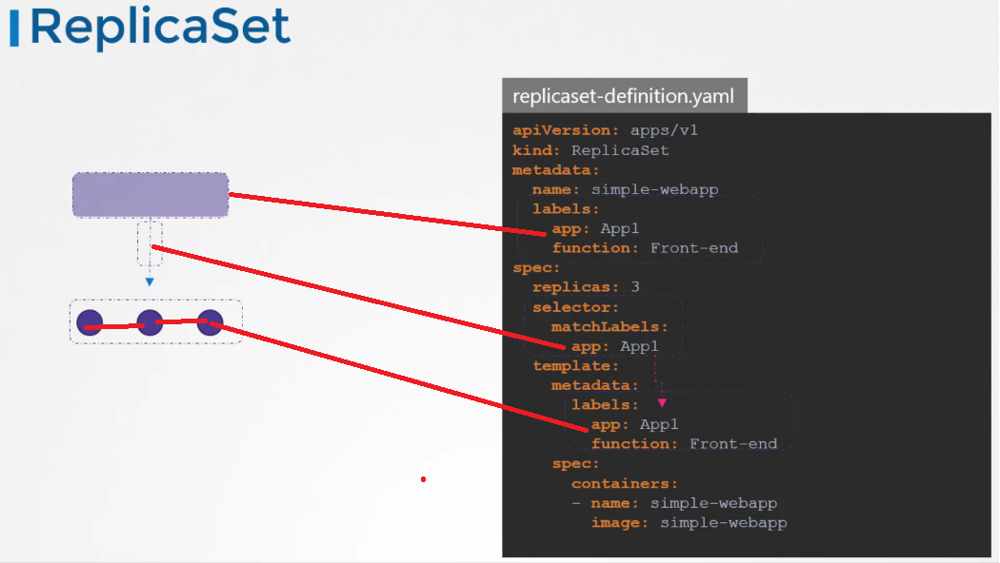 ReplicaSet
replicaset-definition.yaml
apiVersion: apps/v1
kind: ReplicaSet
metadata:
  name: simple-webapp
  labels:
    app: App1
    function: Front-end
spec:
  replicas: 3
  selector:
    matchLabels:
      app: App1
  template:
    metadata:
      labels:
        app: App1
        function: Front-end
    spec:
      containers:
      - name: simple-webapp
        image: simple-webapp